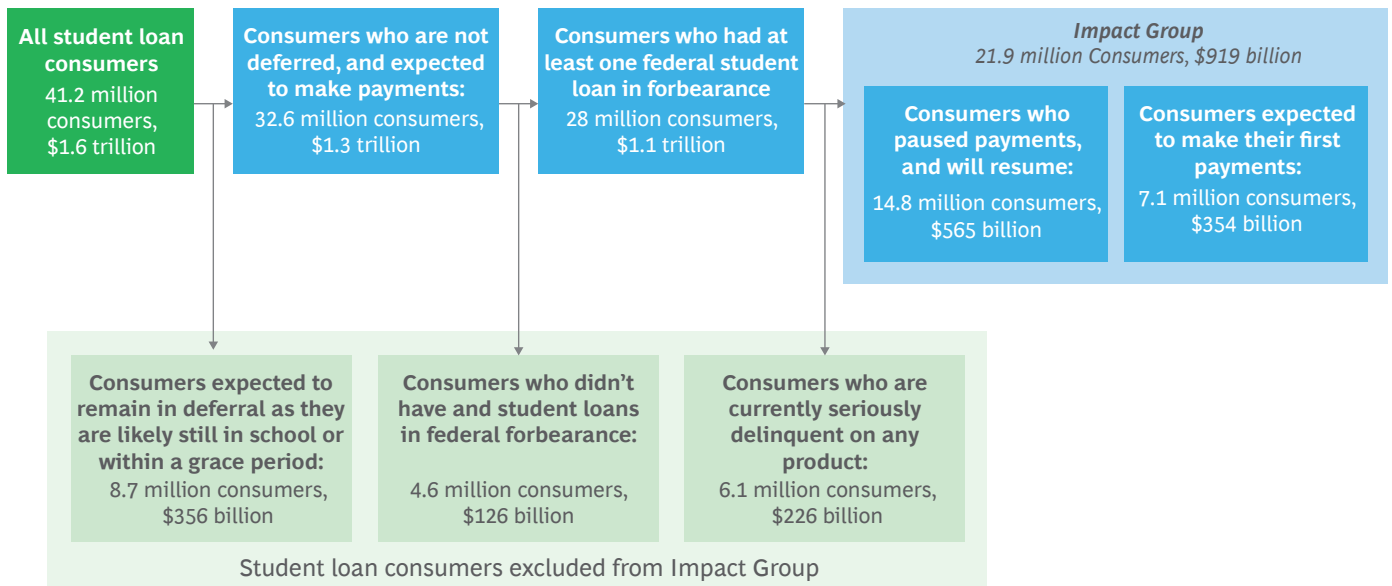 All student loan
consumers
41.2 million
consumers,
$1.6 trillion
Consumers who are not
deferred, and expected
to make payments:
32.6 million consumers,
$1.3 trillion
Consumers who had at
least one federal student
loan in forbearance
28 million consumers,
$1.1 trillion
Impact Group
21.9 million Consumers, $919 billion
Consumers who
paused payments,
and will resume:
14.8 million consumers,
$565 billion
Consumers expected
to make their first
payments:
7.1 million consumers,
$354 billion
Consumers expected to
remain in deferral as they
are likely still in school or
within a grace period:
8.7 million consumers,
$356 billion
Consumers who didn’t
have and student loans
in federal forbearance:
4.6 million consumers,
$126 billion
Consumers who are
currently seriously
delinquent on any
product:
6.1 million consumers,
$226 billion
Student loan consumers excluded from Impact Group